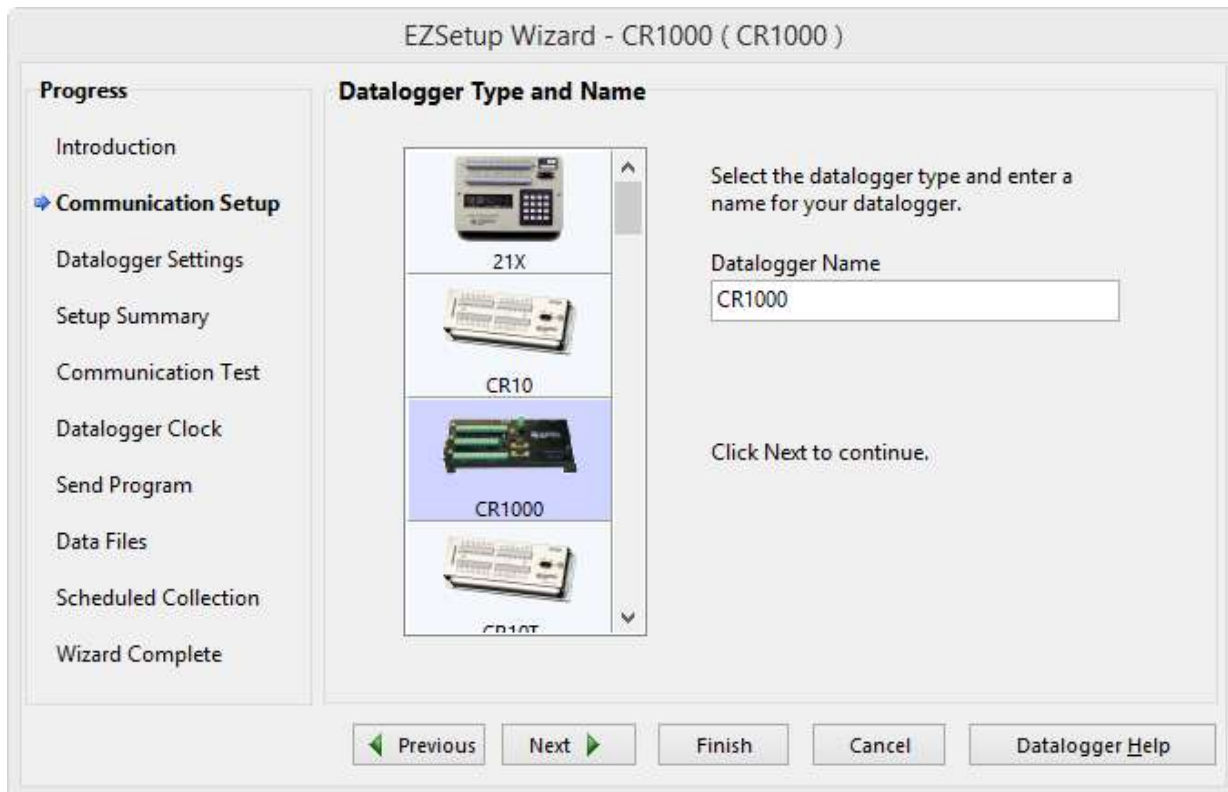 EZSetup Wizard - CR1000 ( CR1000 )
Progress
Introduction
Communication Setup
Datalogger Settings
Setup Summary
Communication Test
Datalogger Clock
Send Program
Data Files
Scheduled Collection
Wizard Complete
Datalogger Type and Name
21X
CR10
CR1000
CR10T
Select the datalogger type and enter a
name for your datalogger.
Datalogger Name
CR1000
Click Next to continue.
Previous
Next
Finish
Cancel
Datalogger Help